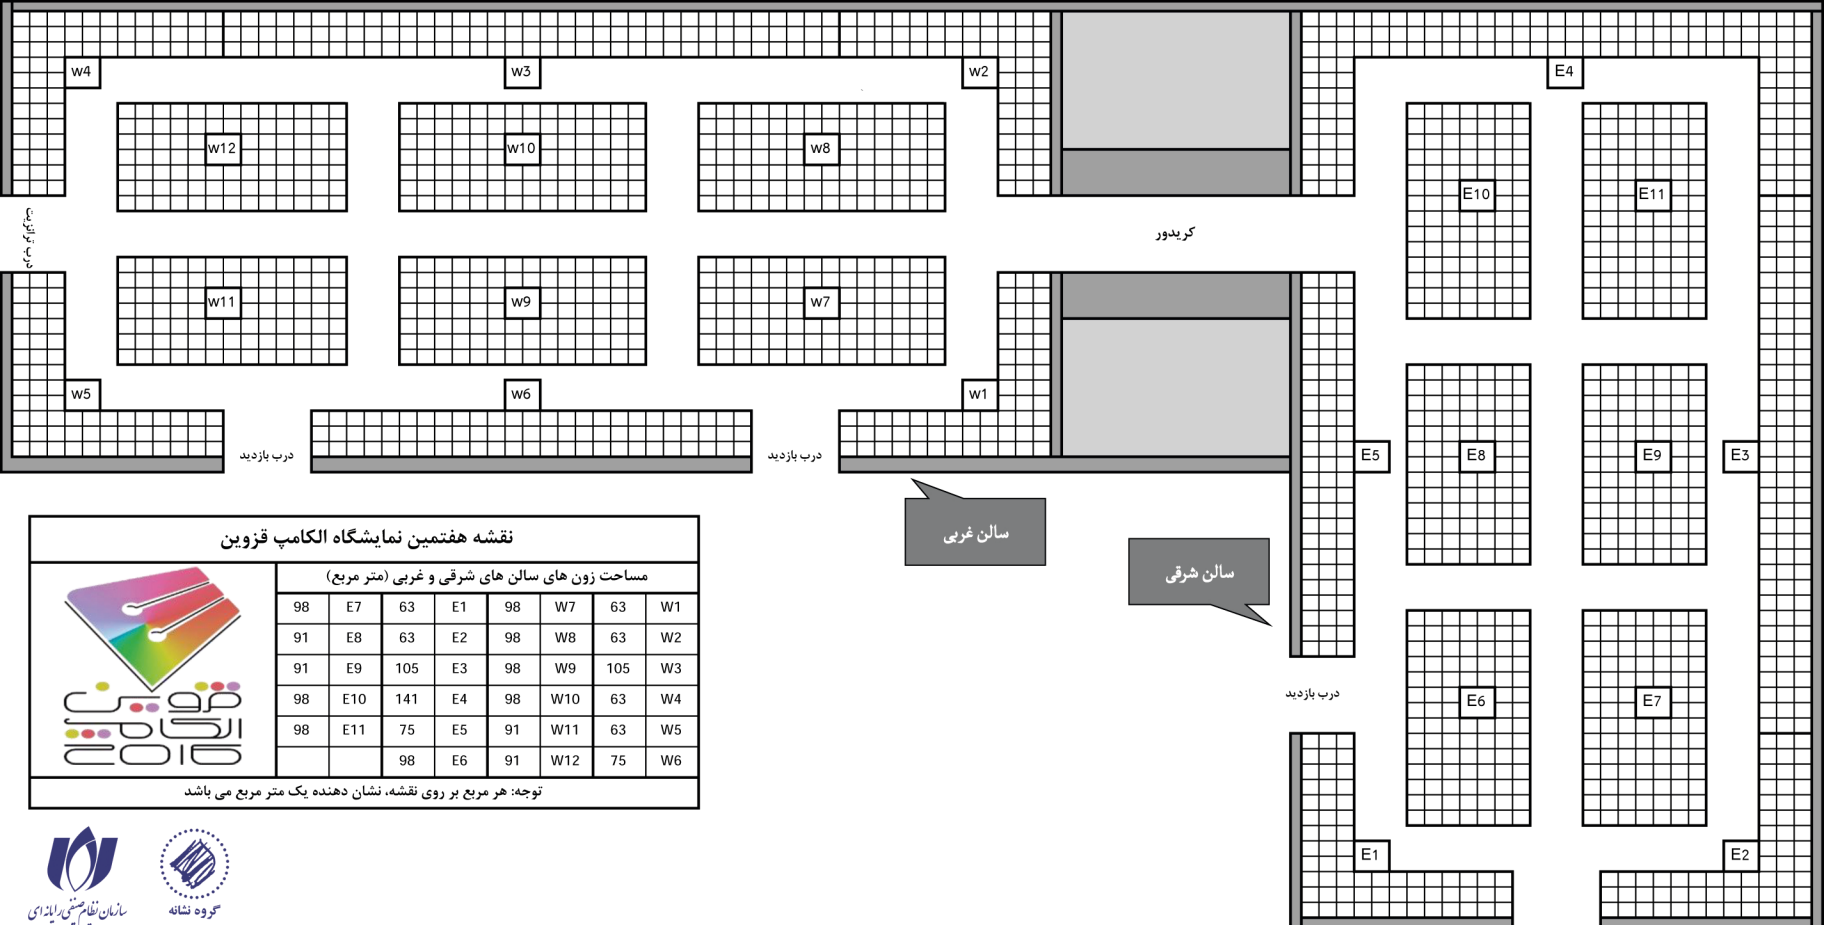 w4
w3
w2
E4
w12
w10
w8
E10
E11
درب ترانزیت
کریدور
w11
w9
w7
w5
w6
w1
E5
E8
E9
E3
درب بازدید
درب بازدید
سالن غربی
سالن شرقی
درب بازدید
E6
E7
E1
E2
نقشه هفتمین نمایشگاه الکامپ قزوین
مساحت زون های سالن های شرقی و غربی (متر مربع)
W1 63 W7 98 E1 63 E7 98
W2 63 W8 98 E2 63 E8 91
W3 105 W9 98 E3 105 E9 91
W4 63 W10 98 E4 141 E10 98
W5 63 W11 91 E5 75 E11 98
W6 75 W12 91 E6 98
قزوین
الکامپ
توجه: هر مربع بر روی نقشه، نشان دهنده یک متر مربع می باشد
سازمان نظام صنفی رایانه ای
گروه نشانه